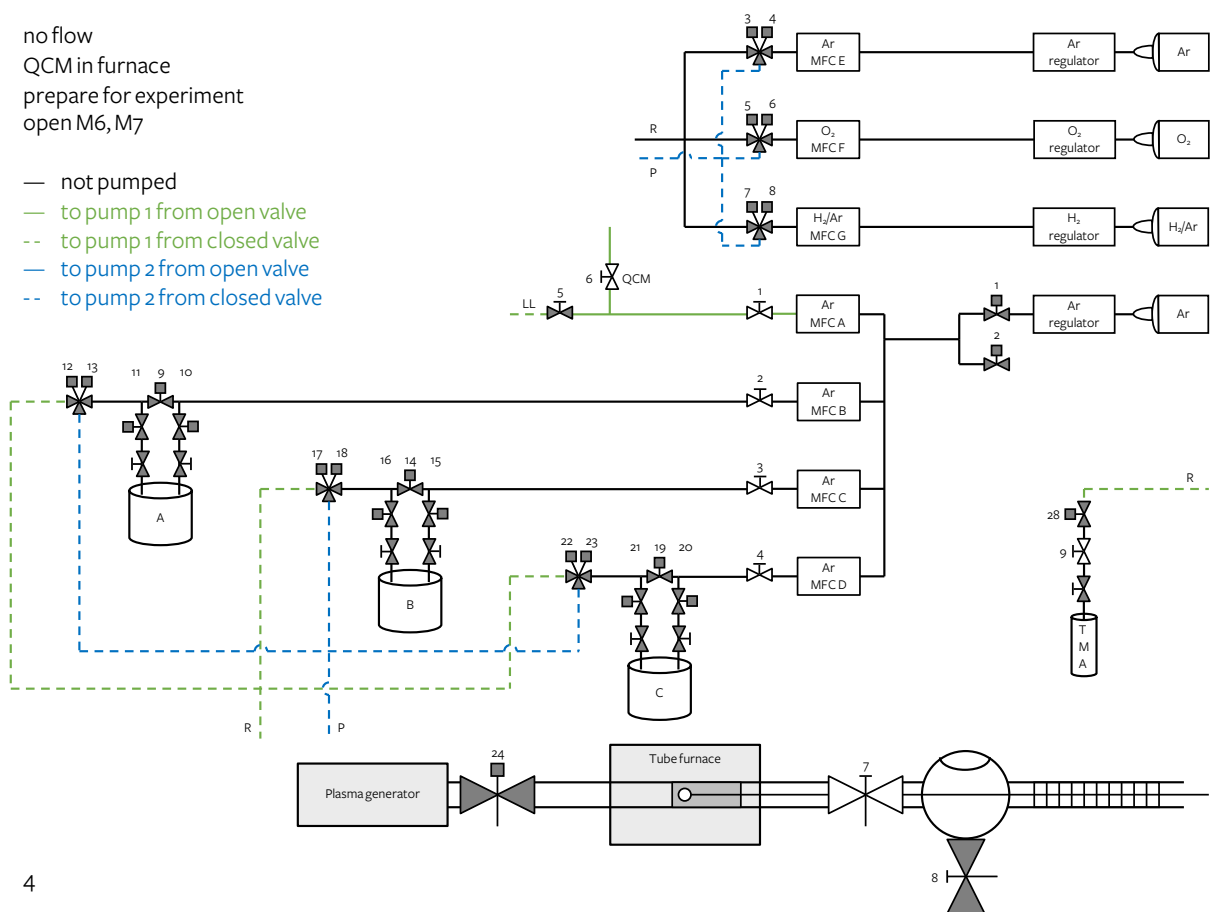 no flow
QCM in furnace
prepare for experiment
open M6, M7
— not pumped
— to pump 1 from open valve
-- to pump 1 from closed valve
— to pump 2 from open valve
-- to pump 2 from closed valve
3 4
Ar
MFC E
Ar
regulator
Ar
5 6
R
O₂
MFC F
O₂
regulator
O₂
P
7 8
H₂/Ar
MFC G
H₂
regulator
H₂/Ar
6 QCM
LL 5
1
Ar
MFC A
1
Ar
regulator
Ar
2
12 13 11 9 10
2
Ar
MFC B
A
17 18 16 14 15
3
Ar
MFC C
R
B
28
9
22 23 21 19 20
4
Ar
MFC D
T
M
A
C
R P
24
Plasma generator
Tube furnace
7
8
4